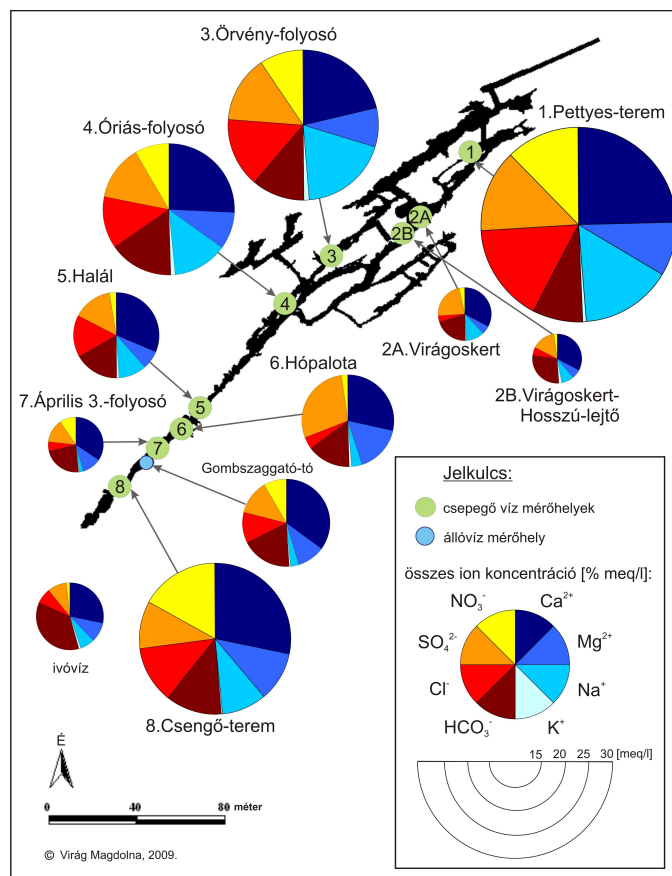 3.Örvény-folyosó
4.Óriás-folyosó
1.Pettyes-terem
1
2A
2B
3
4
5.Halál
2A.Virágoskert
6.Hópalota
2B.Virágoskert-
Hosszú-lejtő
7.Április 3.-folyosó
5
6
7
8
Gombszaggató-tó
ivóvíz
8.Csengő-terem
Jelkulcs:
csepegő víz mérőhelyek
állóvíz mérőhely
összes ion koncentráció [% meq/l]:
NO₃⁻ Ca²⁺
SO₄²⁻ Mg²⁺
Cl⁻ Na⁺
HCO₃⁻ K⁺
15 21 25 30 [meq/l]
É
0 40 80 méter
© Virág Magdolna, 2009.